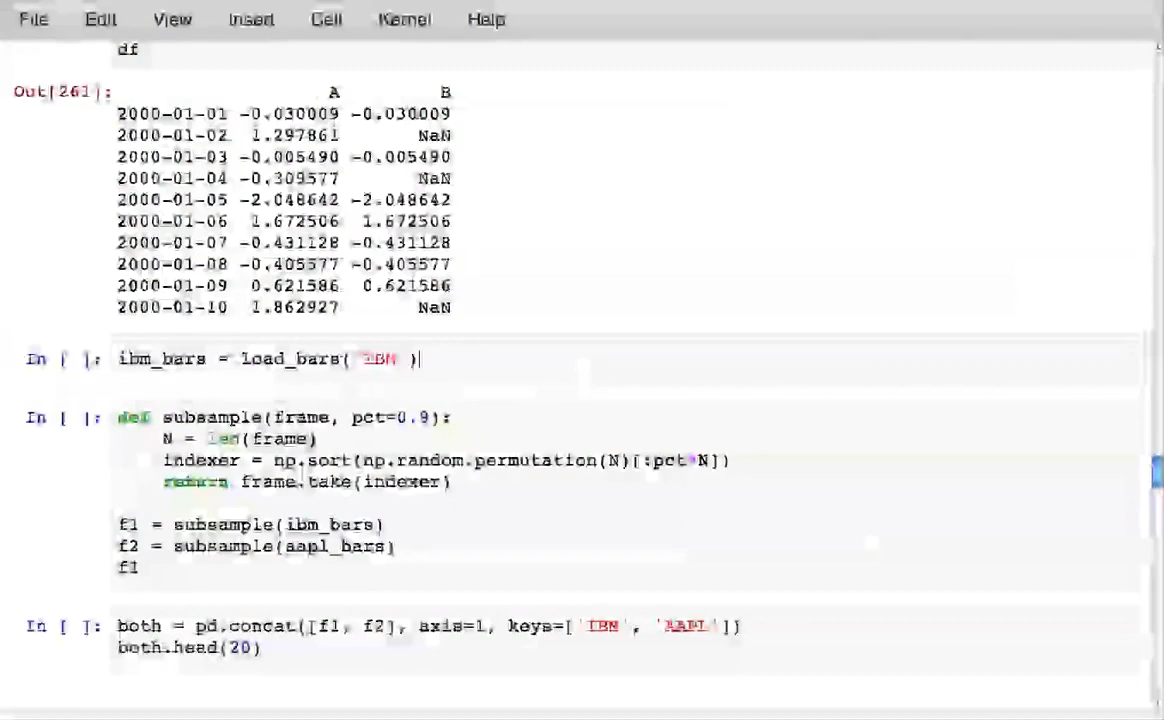 File Edit View Insert Cell Kernel Help
df
Out[261]:
A B
2000-01-01 -0.030009 -0.030009
2000-01-02 1.297861 NaN
2000-01-03 -0.005490 -0.005490
2000-01-04 -0.309577 NaN
2000-01-05 -2.048642 -2.048642
2000-01-06 1.672506 1.672506
2000-01-07 -0.431128 -0.431128
2000-01-08 -0.405577 -0.405577
2000-01-09 0.621586 0.621586
2000-01-10 1.862927 NaN
In [ ]: ibm_bars = load_bars('IBM')
In [ ]: def subsample(frame, pct=0.9):
N = len(frame)
indexer = np.sort(np.random.permutation(N)[:pct*N])
return frame.take(indexer)
f1 = subsample(ibm_bars)
f2 = subsample(aapl_bars)
f1
In [ ]: both = pd.concat([f1, f2], axis=1, keys=['IBM', 'AAPL'])
both.head(20)